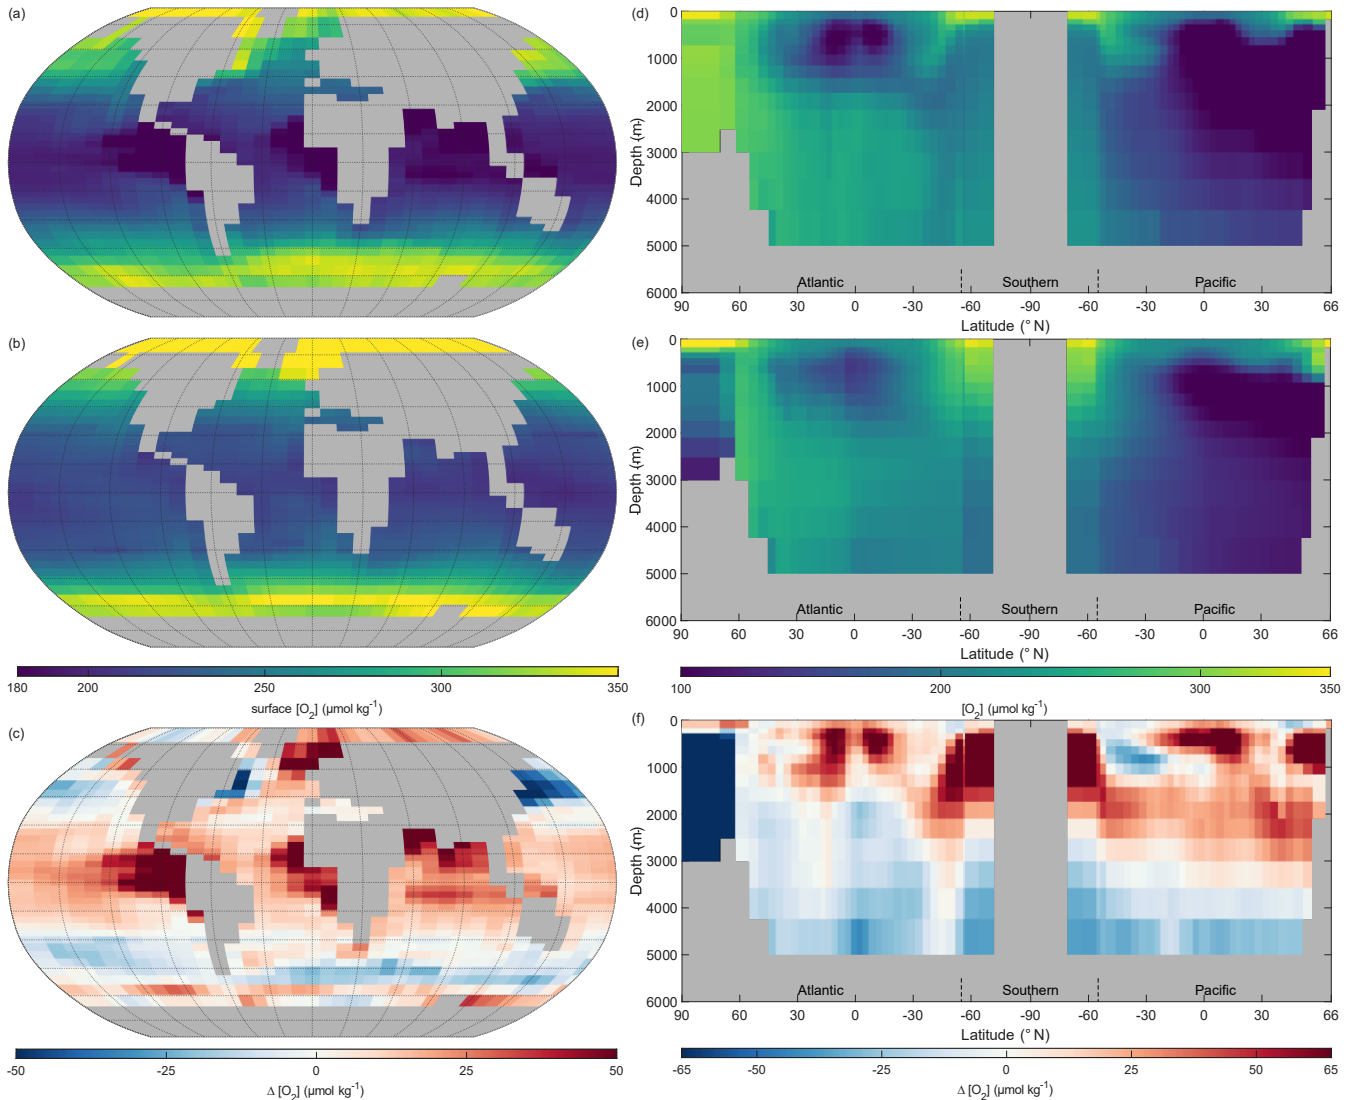 (a)
(b)
180 200 250 300 350
surface [O2] (µmol kg-1)
(c)
-50 -25 0 25 50
Δ [O2] (µmol kg-1)
(d)
0
1000
2000
3000
4000
5000
6000
Depth (m)
Atlantic Southern Pacific
90 60 30 0 -30 -60 -90 -60 -30 0 30 66
Latitude (° N)
(e)
0
1000
2000
3000
4000
5000
6000
Depth (m)
Atlantic Southern Pacific
90 60 30 0 -30 -60 -90 -60 -30 0 30 66
Latitude (° N)
100 200 300 350
[O2] (µmol kg-1)
(f)
0
1000
2000
3000
4000
5000
6000
Depth (m)
Atlantic Southern Pacific
90 60 30 0 -30 -60 -90 -60 -30 0 30 66
Latitude (° N)
-65 -50 -25 0 25 50 65
Δ [O2] (µmol kg-1)